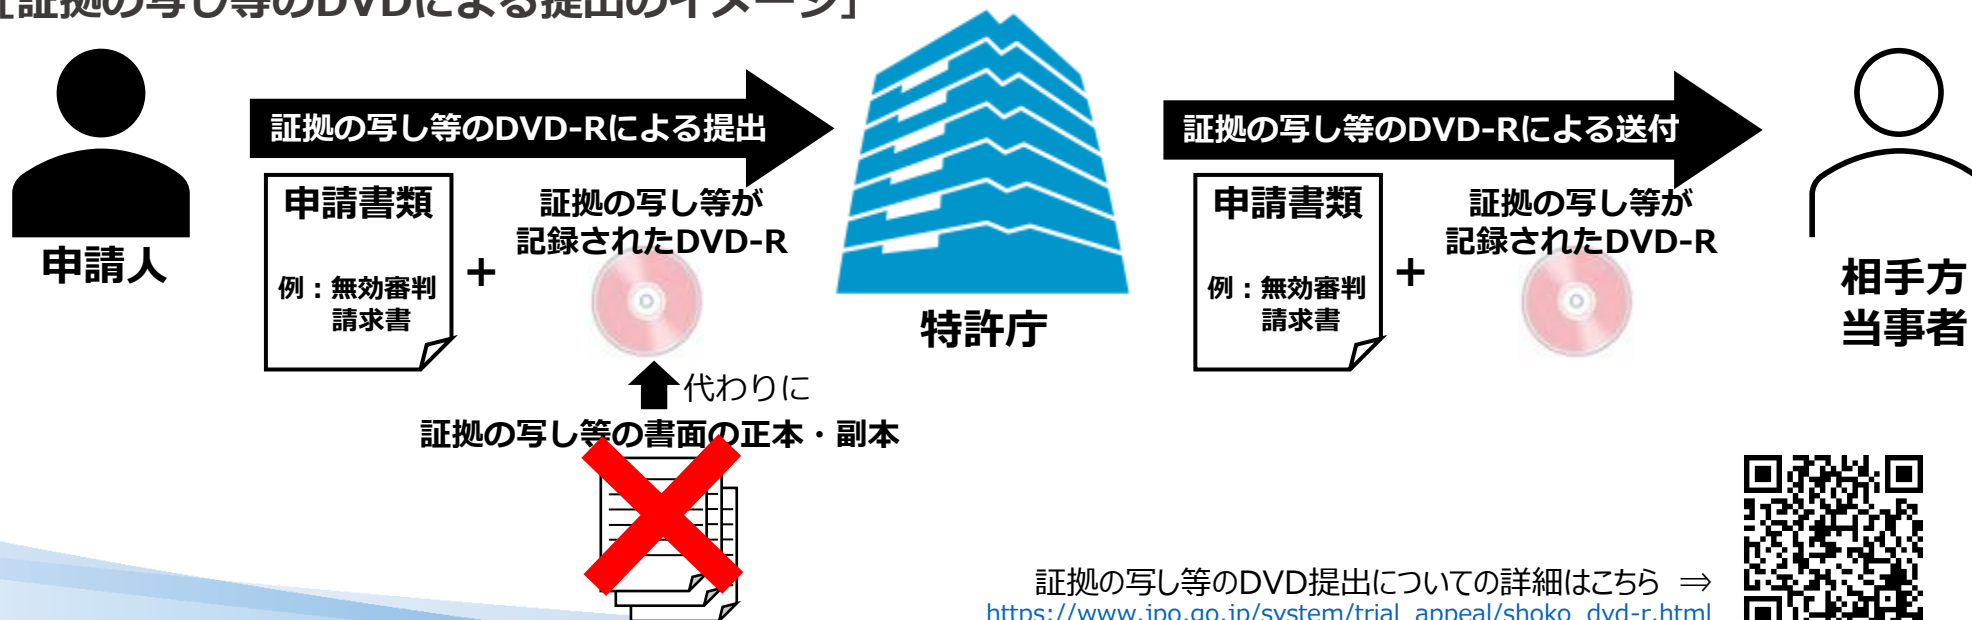 ［証拠の写し等のDVDによる提出のイメージ］
証拠の写し等のDVD-Rによる提出
証拠の写し等のDVD-Rによる送付
申請書類
例：無効審判
請求書
+
証拠の写し等が
記録されたDVD-R
申請書類
例：無効審判
請求書
+
証拠の写し等が
記録されたDVD-R
申請人
特許庁
相手方
当事者
代わりに
証拠の写し等の書面の正本・副本
証拠の写し等のDVD提出についての詳細はこちら ⇒
https://www.jpo.go.jp/system/trial_appeal/shoko_dvd-r.html